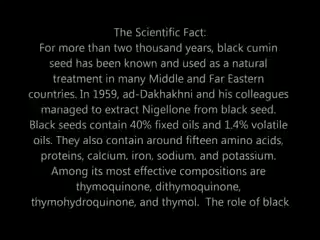 The Scientific Fact:
For more than two thousand years, black cumin
seed has been known and used as a natural
treatment in many Middle and Far Eastern
countries. In 1959, ad-Dakhakhni and his colleagues
managed to extract Nigellone from black seed.
Black seeds contain 40% fixed oils and 1.4% volatile
oils. They also contain around fifteen amino acids,
proteins, calcium, iron, sodium, and potassium.
Among its most effective compositions are
thymoquinone, dithymoquinone,
thymohydroquinone, and thymol. The role of black